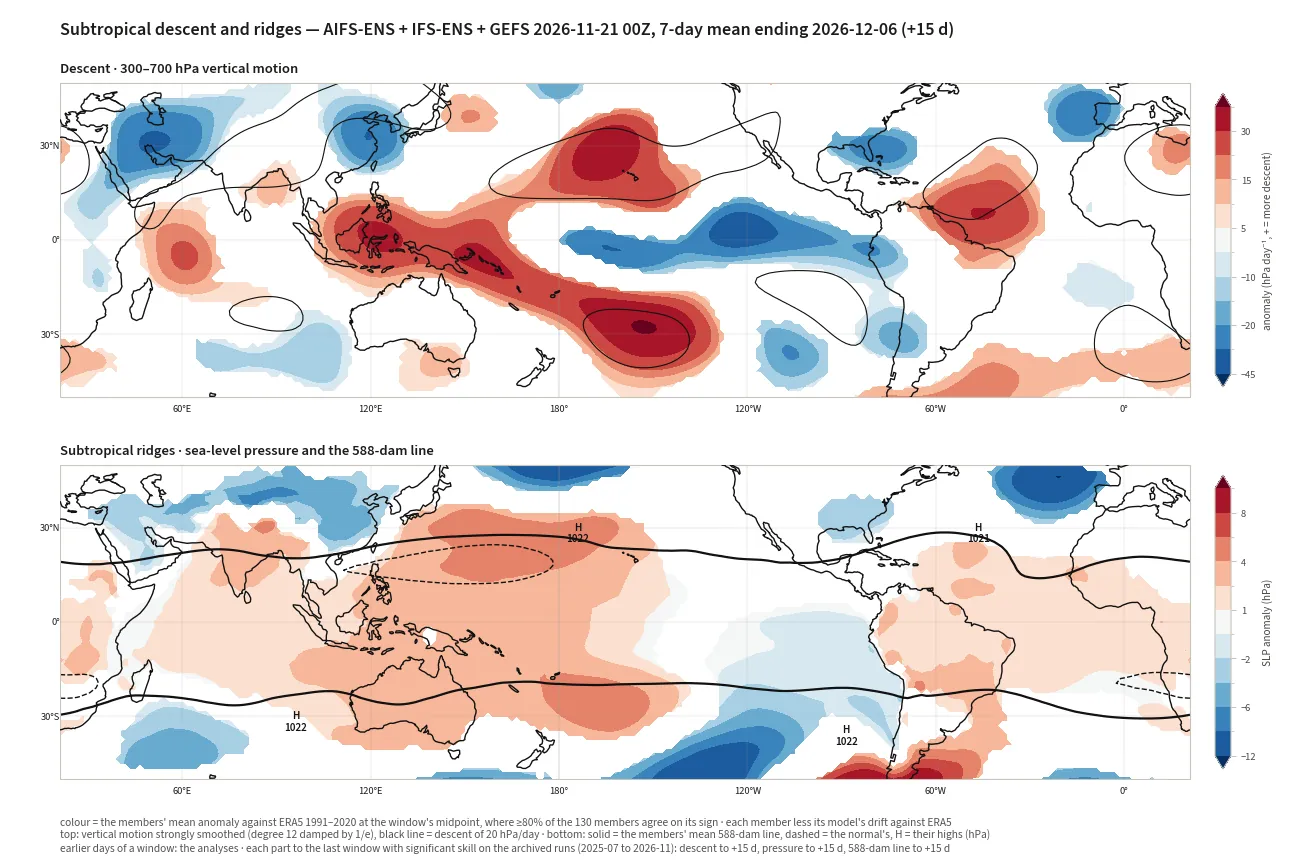 Subtropical descent and ridges — AIFS-ENS + IFS-ENS + GEFS 2026-11-21 00Z, 7-day mean ending 2026-12-06 (+15 d)
Descent · 300–700 hPa vertical motion
30°N
0°
30°S
60°E
120°E
180°
120°W
60°W
0°
30
15
5
−10
−20
−45
anomaly (hPa day⁻¹, + = more descent)
Subtropical ridges · sea-level pressure and the 588-dam line
30°N
0°
30°S
H
1022
H
1021
H
1022
H
1022
60°E
120°E
180°
120°W
60°W
0°
8
4
1
−2
−6
−12
SLP anomaly (hPa)
colour = the members' mean anomaly against ERA5 1991–2020 at the window's midpoint, where ≥80% of the 130 members agree on its sign · each member less its model's drift against ERA5
top: vertical motion strongly smoothed (degree 12 damped by 1/e), black line = descent of 20 hPa/day · bottom: solid = the members' mean 588-dam line, dashed = the normal's, H = their highs (hPa)
earlier days of a window: the analyses · each part to the last window with significant skill on the archived runs (2025-07 to 2026-11): descent to +15 d, pressure to +15 d, 588-dam line to +15 d